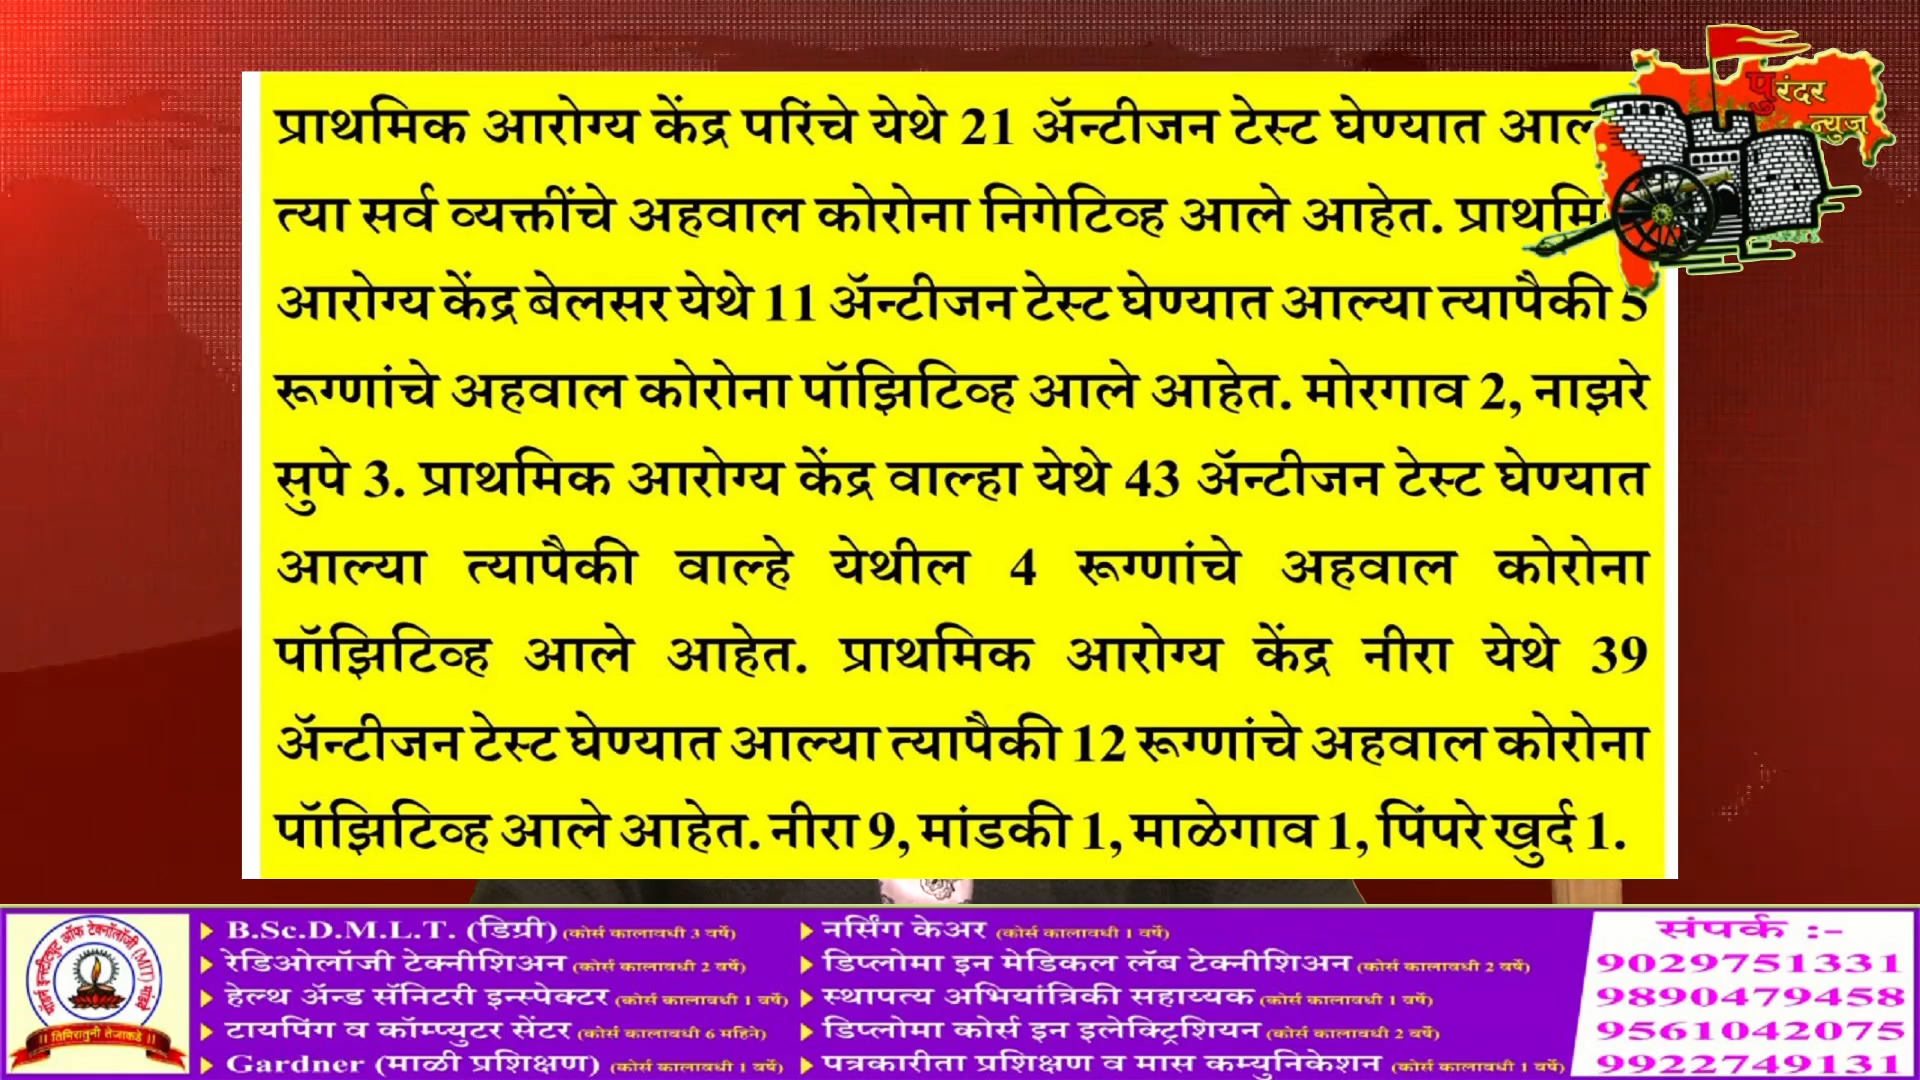 प्राथमिक आरोग्य केंद्र परिंचे येथे 21 ॲन्टीजन टेस्ट घेण्यात
त्या सर्व व्यक्तींचे अहवाल कोरोना निगेटिव्ह आले आहेत.
आरोग्य केंद्र बेलसर येथे 11 ॲन्टीजन टेस्ट घेण्यात आल्या त्यापैकी 5
रूग्णांचे अहवाल कोरोना पॉझिटिव्ह आले आहेत. मोरगाव 2, नाझरे
सुपे 3. प्राथमिक आरोग्य केंद्र वाल्हा येथे 43 ॲन्टीजन टेस्ट घेण्यात
आल्या त्यापैकी वाल्हे येथील 4 रूग्णांचे अहवाल कोरोना
पॉझिटिव्ह आले आहेत. प्राथमिक आरोग्य केंद्र नीरा येथे 39
ॲन्टीजन टेस्ट घेण्यात आल्या त्यापैकी 12 रूग्णांचे अहवाल कोरोना
पॉझिटिव्ह आले आहेत. नीरा 9, मांडकी 1, माळेगाव 1, पिंपरे खुर्द 1.
पुरंदर
न्युज
B.Sc.D.M.L.T. (डिग्री) (कोर्स कालावधी 3 वर्षे)
रेडिओलॉजी टेक्नीशिअन (कोर्स कालावधी 2 वर्षे)
हेल्थ ॲन्ड सॅनिटरी इन्स्पेक्टर (कोर्स कालावधी 1 वर्षे)
टायपिंग व कॉम्प्युटर सेंटर (कोर्स कालावधी 6 महिने)
Gardner (माळी प्रशिक्षण) (कोर्स कालावधी 1 वर्षे)
नर्सिंग केअर (कोर्स कालावधी 1 वर्षे)
डिप्लोमा इन मेडिकल लॅब टेक्नीशिअन (कोर्स कालावधी 2 वर्षे)
स्थापत्य अभियांत्रिकी सहाय्यक (कोर्स कालावधी 1 वर्षे)
डिप्लोमा कोर्स इन इलेक्ट्रिशियन (कोर्स कालावधी 2 वर्षे)
पत्रकारीता प्रशिक्षण व मास कम्युनिकेशन (कोर्स कालावधी 1 वर्षे)
संपर्क :-
9029751331
9890479458
9561042075
9922749131
इन्स्टीट्युट ऑफ टेक्नॉलॉजी (MIT)
।। तिमिरातुनी तेजाकडे ।।